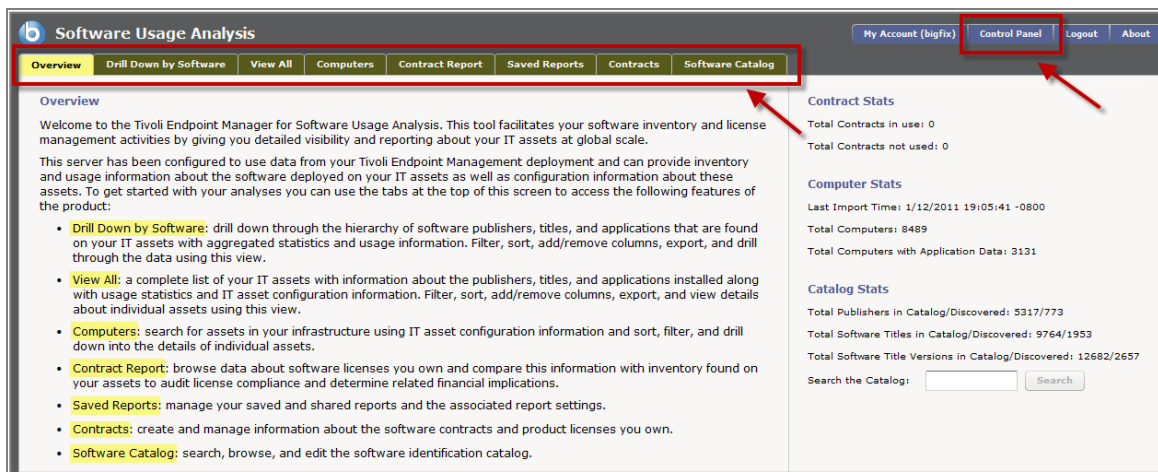 Software Usage Analysis
My Account (bigfix) Control Panel Logout About
Overview Drill Down by Software View All Computers Contract Report Saved Reports Contracts Software Catalog
Overview
Welcome to the Tivoli Endpoint Manager for Software Usage Analysis. This tool facilitates your software inventory and license
management activities by giving you detailed visibility and reporting about your IT assets at global scale.
This server has been configured to use data from your Tivoli Endpoint Management deployment and can provide inventory
and usage information about the software deployed on your IT assets as well as configuration information about these
assets. To get started with your analyses you can use the tabs at the top of this screen to access the following features of
the product:
• Drill Down by Software: drill down through the hierarchy of software publishers, titles, and applications that are found
on your IT assets with aggregated statistics and usage information. Filter, sort, add/remove columns, export, and drill
through the data using this view.
• View All: a complete list of your IT assets with information about the publishers, titles, and applications installed along
with usage statistics and IT asset configuration information. Filter, sort, add/remove columns, export, and view details
about individual assets using this view.
• Computers: search for assets in your infrastructure using IT asset configuration information and sort, filter, and drill
down into the details of individual assets.
• Contract Report: browse data about software licenses you own and compare this information with inventory found on
your assets to audit license compliance and determine related financial implications.
• Saved Reports: manage your saved and shared reports and the associated report settings.
• Contracts: create and manage information about the software contracts and product licenses you own.
• Software Catalog: search, browse, and edit the software identification catalog.
Contract Stats
Total Contracts in use: 0
Total Contracts not used: 0
Computer Stats
Last Import Time: 1/12/2011 19:05:41 -0800
Total Computers: 8489
Total Computers with Application Data: 3131
Catalog Stats
Total Publishers in Catalog/Discovered: 5317/773
Total Software Titles in Catalog/Discovered: 9764/1953
Total Software Title Versions in Catalog/Discovered: 12682/2657
Search the Catalog: Search